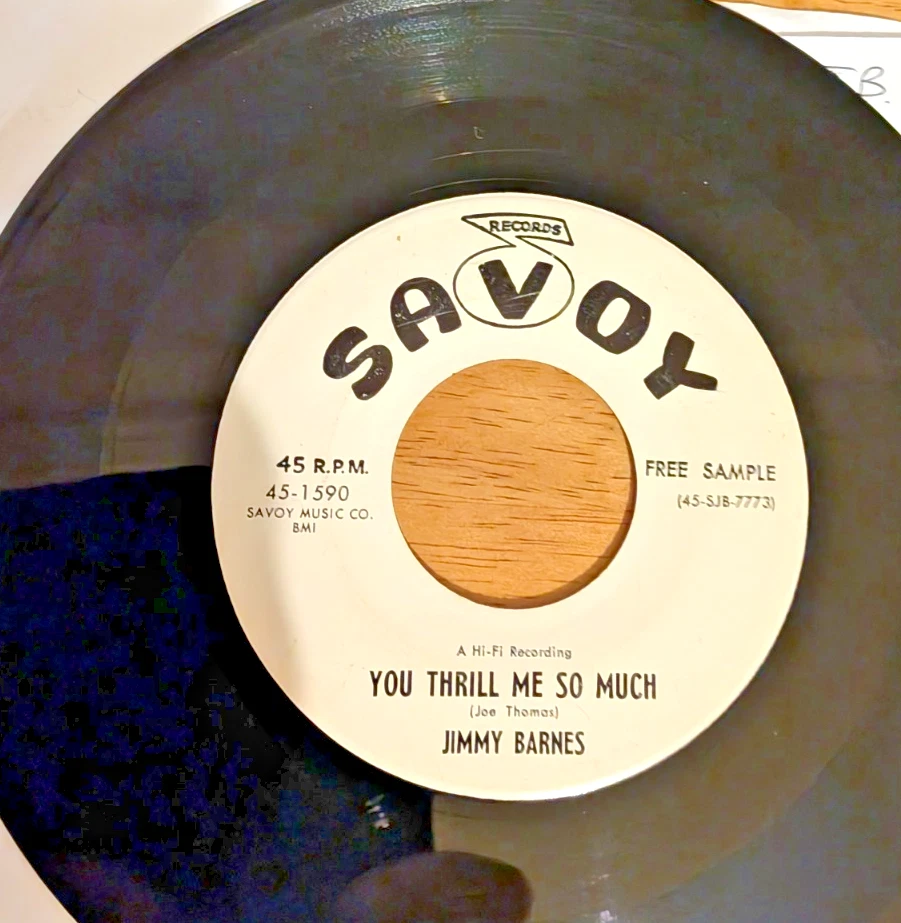 RECORDS
SAVOY
45 R.P.M.
45-1590
SAVOY MUSIC CO.
BMI
FREE SAMPLE
(45-SJB-7773)
A Hi-Fi Recording
YOU THRILL ME SO MUCH
(Joe Thomas)
JIMMY BARNES